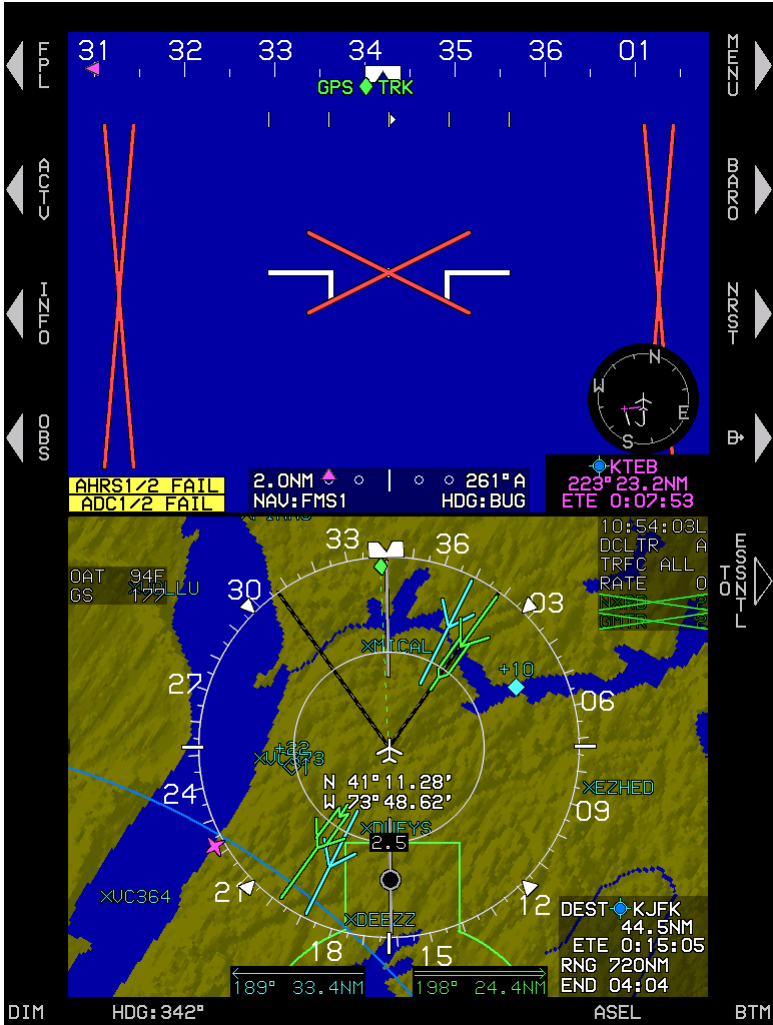 31 32 33 34 35 36 01
GPS TRK
FPL
ACTV
INFO
OBS
MENU
BARO
NRST
D
N
W
E
S
AHRS1/2 FAIL
ADC1/2 FAIL
2.0NM
261°A
NAV:FMS1
HDG:BUG
KTEB
223° 23.2NM
ETE 0:07:53
10:54:03L
DCLTR A
TRFC ALL
RATE 0
ESSNTL
TO
OAT 94F
GS 177
33
36
30
03
27
06
24
09
21
12
18
15
XMICAL
+10
+22
XEZHED
N 41°11.28'
W 73°48.62'
2.5
XVC364
XDEEZZ
DEST KJFK
44.5NM
ETE 0:15:05
RNG 720NM
END 04:04
189° 33.4NM
198° 24.4NM
DIM
HDG:342°
ASEL
BTM